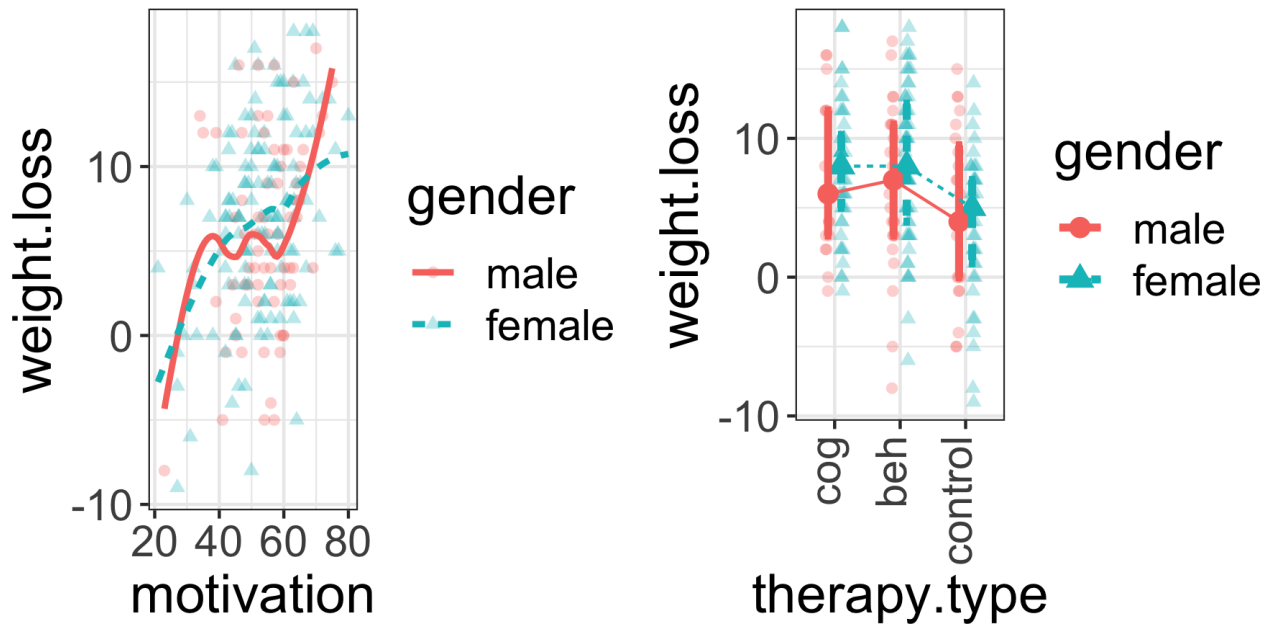 weight.loss
10
0
-10
20 40 60 80
motivation
gender
male
female
weight.loss
10
0
-10
cog
beh
control
therapy.type
gender
male
female